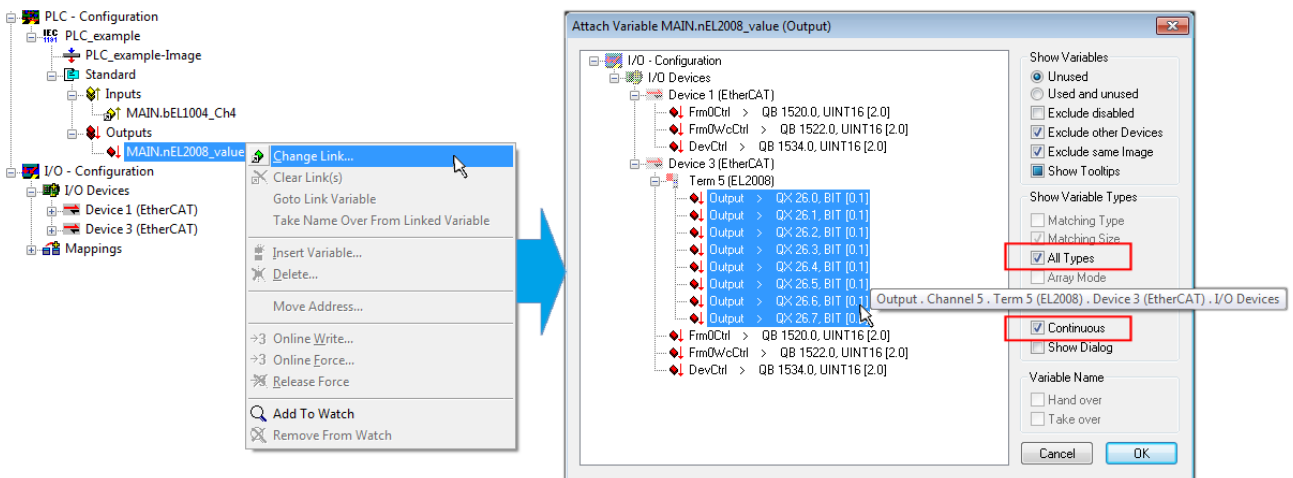 PLC - Configuration
IEC 1131 PLC_example
PLC_example-Image
Standard
Inputs
MAIN.bEL1004_Ch4
Outputs
MAIN.nEL2008_value
I/O - Configuration
I/O Devices
Device 1 (EtherCAT)
Device 3 (EtherCAT)
Mappings
Change Link...
Clear Link(s)
Goto Link Variable
Take Name Over From Linked Variable
Insert Variable...
Delete...
Move Address...
→3 Online Write...
→3 Online Force...
Release Force
Add To Watch
Remove From Watch
Attach Variable MAIN.nEL2008_value (Output)
I/O - Configuration
I/O Devices
Device 1 (EtherCAT)
Frm0Ctrl > QB 1520.0, UINT16 [2.0]
Frm0WcCtrl > QB 1522.0, UINT16 [2.0]
DevCtrl > QB 1534.0, UINT16 [2.0]
Device 3 (EtherCAT)
Term 5 (EL2008)
Output > QX 26.0, BIT [0.1]
Output > QX 26.1, BIT [0.1]
Output > QX 26.2, BIT [0.1]
Output > QX 26.3, BIT [0.1]
Output > QX 26.4, BIT [0.1]
Output > QX 26.5, BIT [0.1]
Output > QX 26.6, BIT [0.1]
Output > QX 26.7, BIT [0.1]
Frm0Ctrl > QB 1520.0, UINT16 [2.0]
Frm0WcCtrl > QB 1522.0, UINT16 [2.0]
DevCtrl > QB 1534.0, UINT16 [2.0]
Output . Channel 5 . Term 5 (EL2008) . Device 3 (EtherCAT) . I/O Devices
Show Variables
Unused
Used and unused
Exclude disabled
Exclude other Devices
Exclude same Image
Show Tooltips
Show Variable Types
Matching Type
Matching Size
All Types
Array Mode
Continuous
Show Dialog
Variable Name
Hand over
Take over
Cancel
OK